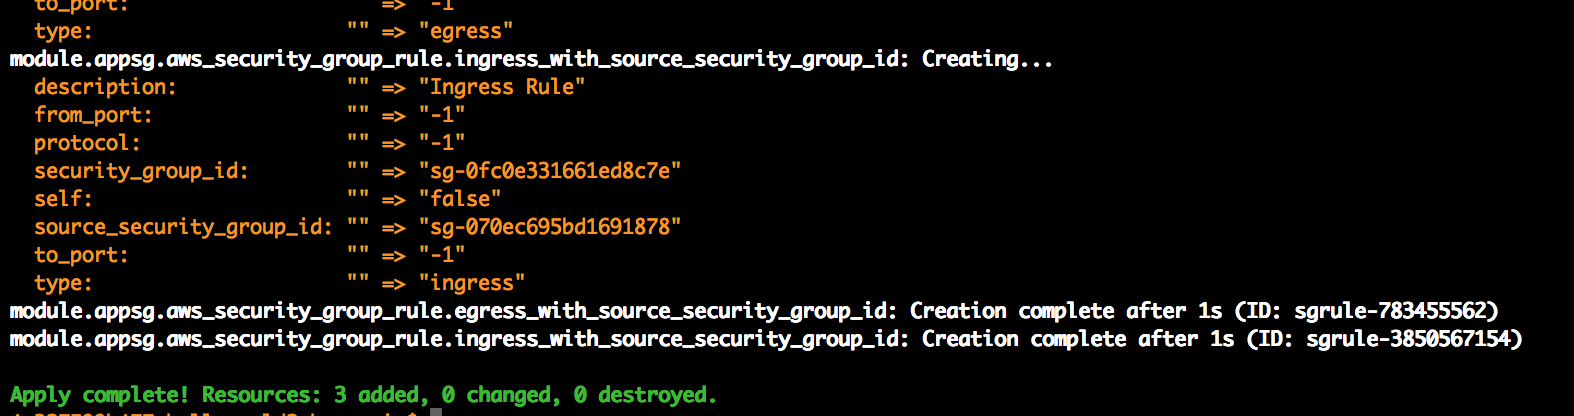 to_port: "" => "-1"
type: "" => "egress"
module.appsg.aws_security_group_rule.ingress_with_source_security_group_id: Creating...
description: "" => "Ingress Rule"
from_port: "" => "-1"
protocol: "" => "-1"
security_group_id: "" => "sg-0fc0e331661ed8c7e"
self: "" => "false"
source_security_group_id: "" => "sg-070ec695bd1691878"
to_port: "" => "-1"
type: "" => "ingress"
module.appsg.aws_security_group_rule.egress_with_source_security_group_id: Creation complete after 1s (ID: sgrule-783455562)
module.appsg.aws_security_group_rule.ingress_with_source_security_group_id: Creation complete after 1s (ID: sgrule-3850567154)
Apply complete! Resources: 3 added, 0 changed, 0 destroyed.